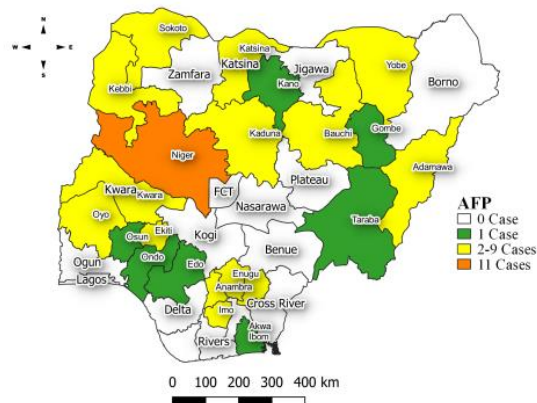 N
W E
S
Sokoto
Katsina
Katsina
Zamfara
Jigawa
Kano
Yobe
Borno
Kebbi
Kaduna
Bauchi
Gombe
Niger
Adamawa
Plateau
FCT
Kwara
Kwara
Nasarawa
Taraba
Oyo
Ekiti
Kogi
Osun
Benue
Ogun
Ondo
Edo
Lagos
Enugu
Anambra
Cross River
Delta
Imo
Akwa
Ibom
Rivers
AFP
0 Case
1 Case
2-9 Cases
11 Cases
0 100 200 300 400 km